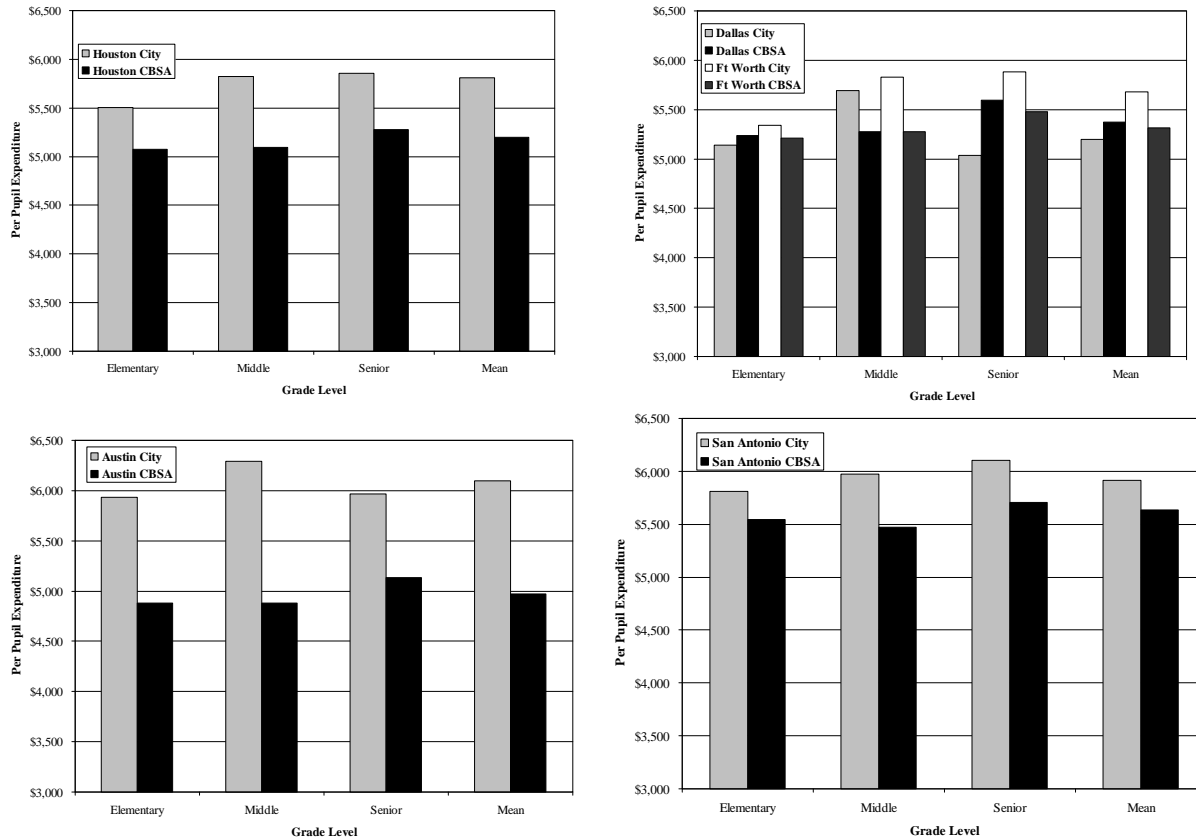 $6,500
$6,000
$5,500
$5,000
$4,500
$4,000
$3,500
$3,000
Per Pupil Expenditure
Houston City
Houston CBSA
Elementary Middle Senior Mean
Grade Level
$6,500
$6,000
$5,500
$5,000
$4,500
$4,000
$3,500
$3,000
Per Pupil Expenditure
Dallas City
Dallas CBSA
Ft Worth City
Ft Worth CBSA
Elementary Middle Senior Mean
Grade Level
$6,500
$6,000
$5,500
$5,000
$4,500
$4,000
$3,500
$3,000
Per Pupil Expenditure
Austin City
Austin CBSA
Elementary Middle Senior Mean
Grade Level
$6,500
$6,000
$5,500
$5,000
$4,500
$4,000
$3,500
$3,000
Per Pupil Expenditure
San Antonio City
San Antonio CBSA
Elementary Middle Senior Mean
Grade Level